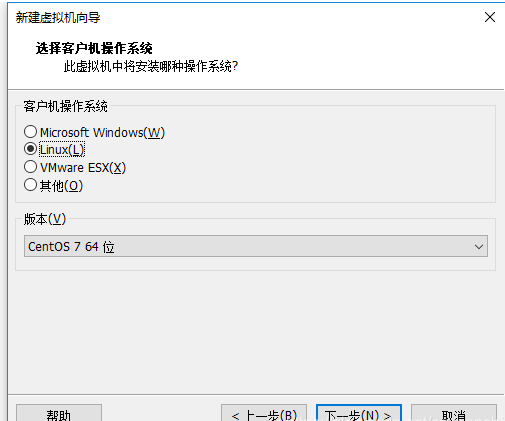 新建虚拟机向导
选择客户机操作系统
此虚拟机中将安装哪种操作系统?
客户机操作系统
Microsoft Windows(W)
Linux(L)
VMware ESX(X)
其他(O)
版本(V)
CentOS 7 64 位
帮助
< 上一步(B)
下一步(N) >
取消